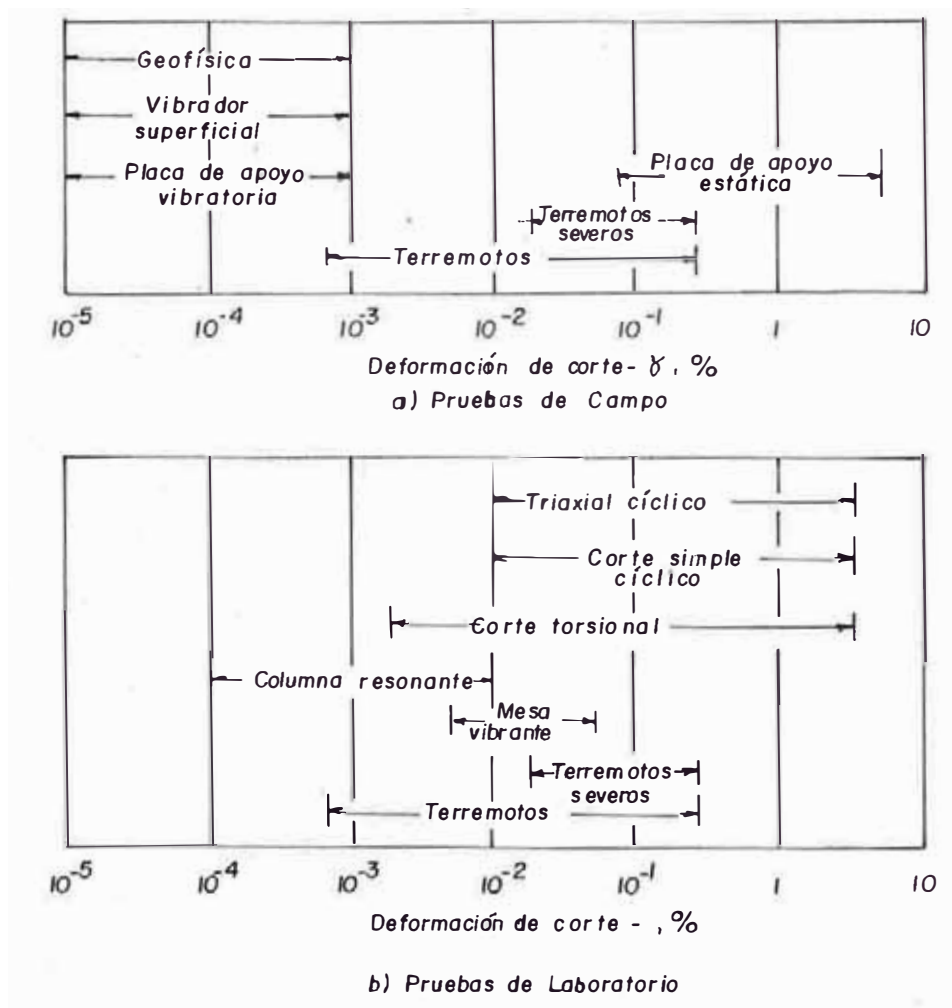 Geofísica
Vibrador
superficial
Placa de apoyo
vibratoria
Placa de apoyo
estática
Terremotos
severos
Terremotos
10-5 10-4 10-3 10-2 10-1 1 10
Deformación de corte- γ, %
a) Pruebas de Campo
Triaxial cíclico
Corte simple
cíclico
Corte torsional
Columna resonante
Mesa
vibrante
Terremotos
severos
Terremotos
10-5 10-4 10-3 10-2 10-1 1 10
Deformación de corte - , %
b) Pruebas de Laboratorio